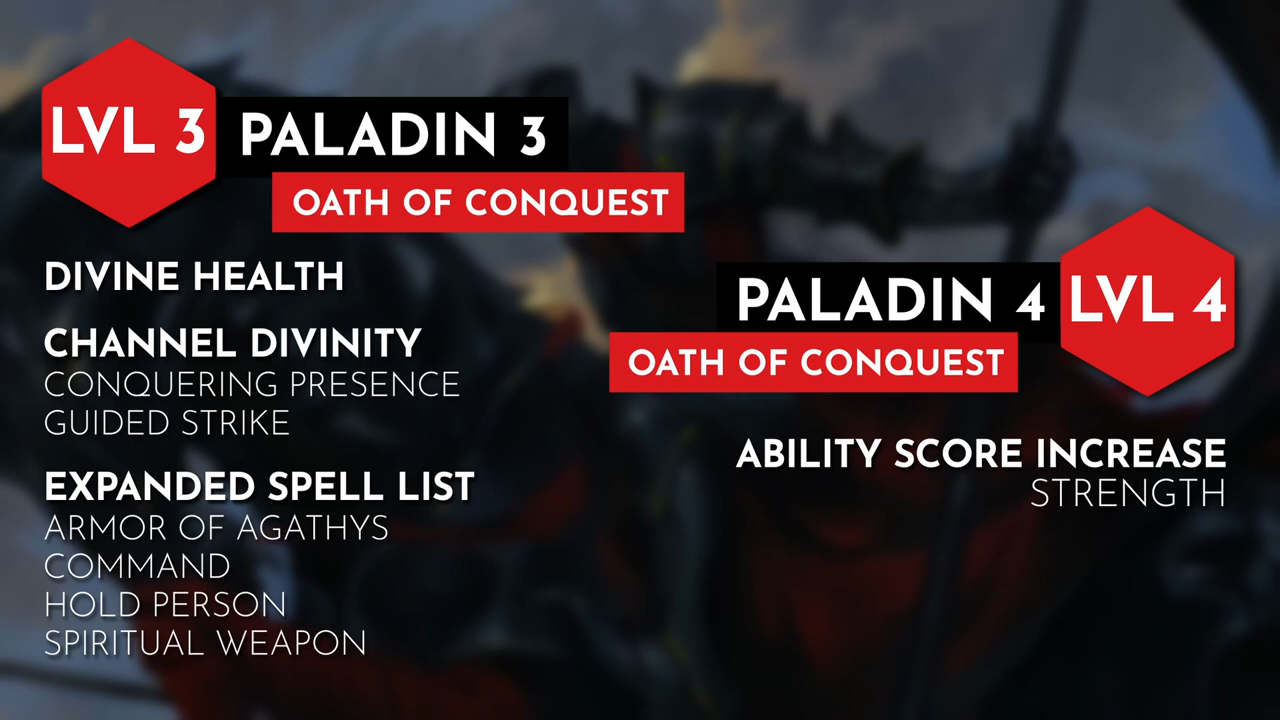 LVL 3
PALADIN 3
OATH OF CONQUEST
DIVINE HEALTH
CHANNEL DIVINITY
CONQUERING PRESENCE
GUIDED STRIKE
EXPANDED SPELL LIST
ARMOR OF AGATHYS
COMMAND
HOLD PERSON
SPIRITUAL WEAPON
PALADIN 4
LVL 4
OATH OF CONQUEST
ABILITY SCORE INCREASE
STRENGTH